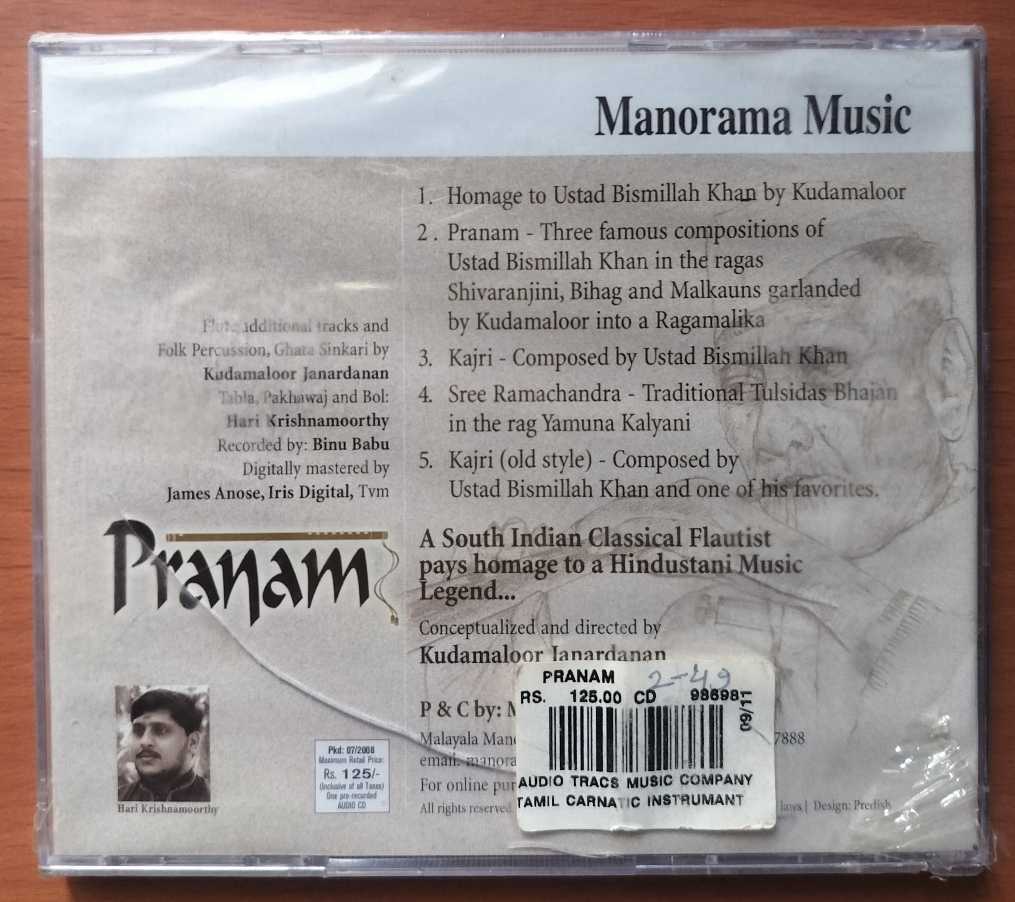 Manorama Music
1. Homage to Ustad Bismillah Khan by Kudamaloor
2. Pranam - Three famous compositions of
Ustad Bismillah Khan in the ragas
Shivaranjini, Bihag and Malkauns garlanded
by Kudamaloor into a Ragamalika
3. Kajri - Composed by Ustad Bismillah Khan
4. Sree Ramachandra - Traditional Tulsidas Bhajan
in the rag Yamuna Kalyani
5. Kajri (old style) - Composed by
Ustad Bismillah Khan and one of his favorites.
Flute, additional tracks and
Folk Percussion, Ghata Sinkari by
Kudamaloor Janardanan
Tabla, Pakhawaj and Bol:
Hari Krishnamoorthy
Recorded by: Binu Babu
Digitally mastered by
James Anose, Iris Digital, Tvm
Pranam
A South Indian Classical Flautist
pays homage to a Hindustani Music
Legend...
Conceptualized and directed by
Kudamaloor Janardanan
P & C by:
Malayala
7888
email:
For online
All rights reserved
Design: Predish
PRANAM 2-49
RS. 125.00 CD 986981
09/11
AUDIO TRACS MUSIC COMPANY
TAMIL CARNATIC INSTRUMANT
Pkd: 07/2008
Maximum Retail Price:
Rs. 125/-
(Inclusive of all Taxes)
One pre-recorded
AUDIO CD
Hari Krishnamoorthy